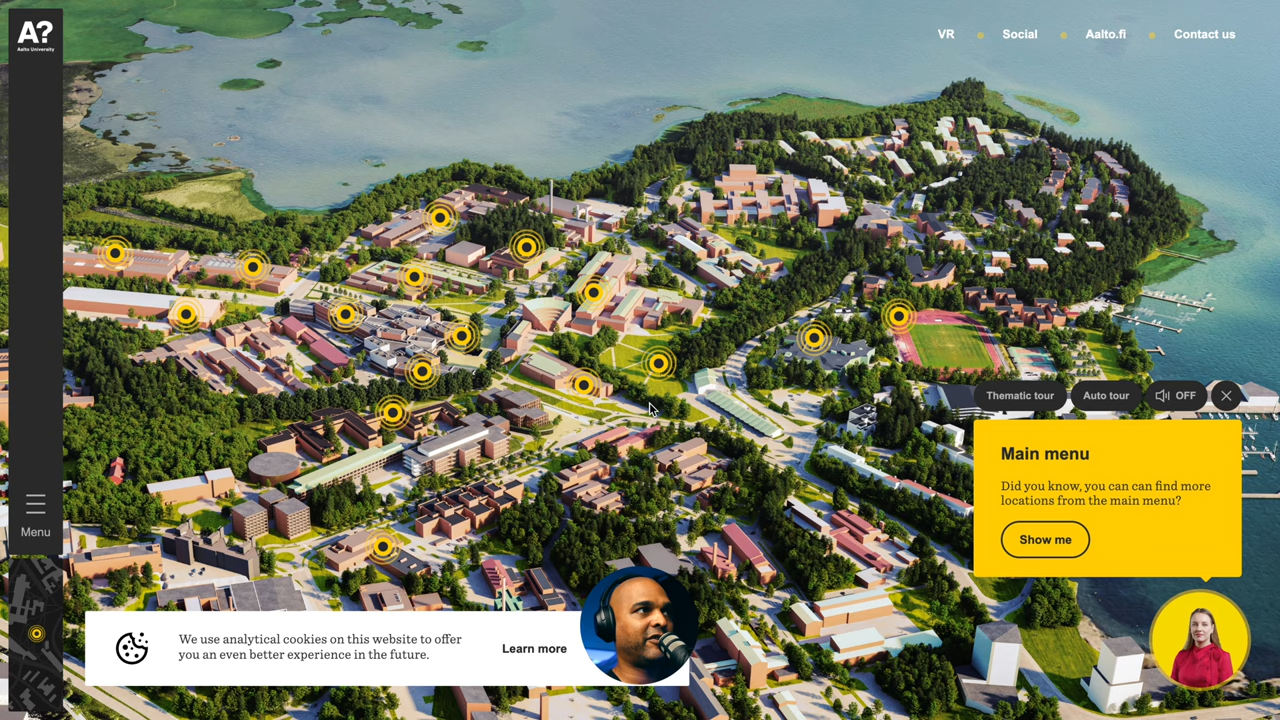 A?
Aalto University
VR
Social
Aalto.fi
Contact us
Thematic tour
Auto tour
OFF
Main menu
Did you know, you can can find more
locations from the main menu?
Show me
Menu
We use analytical cookies on this website to offer
you an even better experience in the future.
Learn more